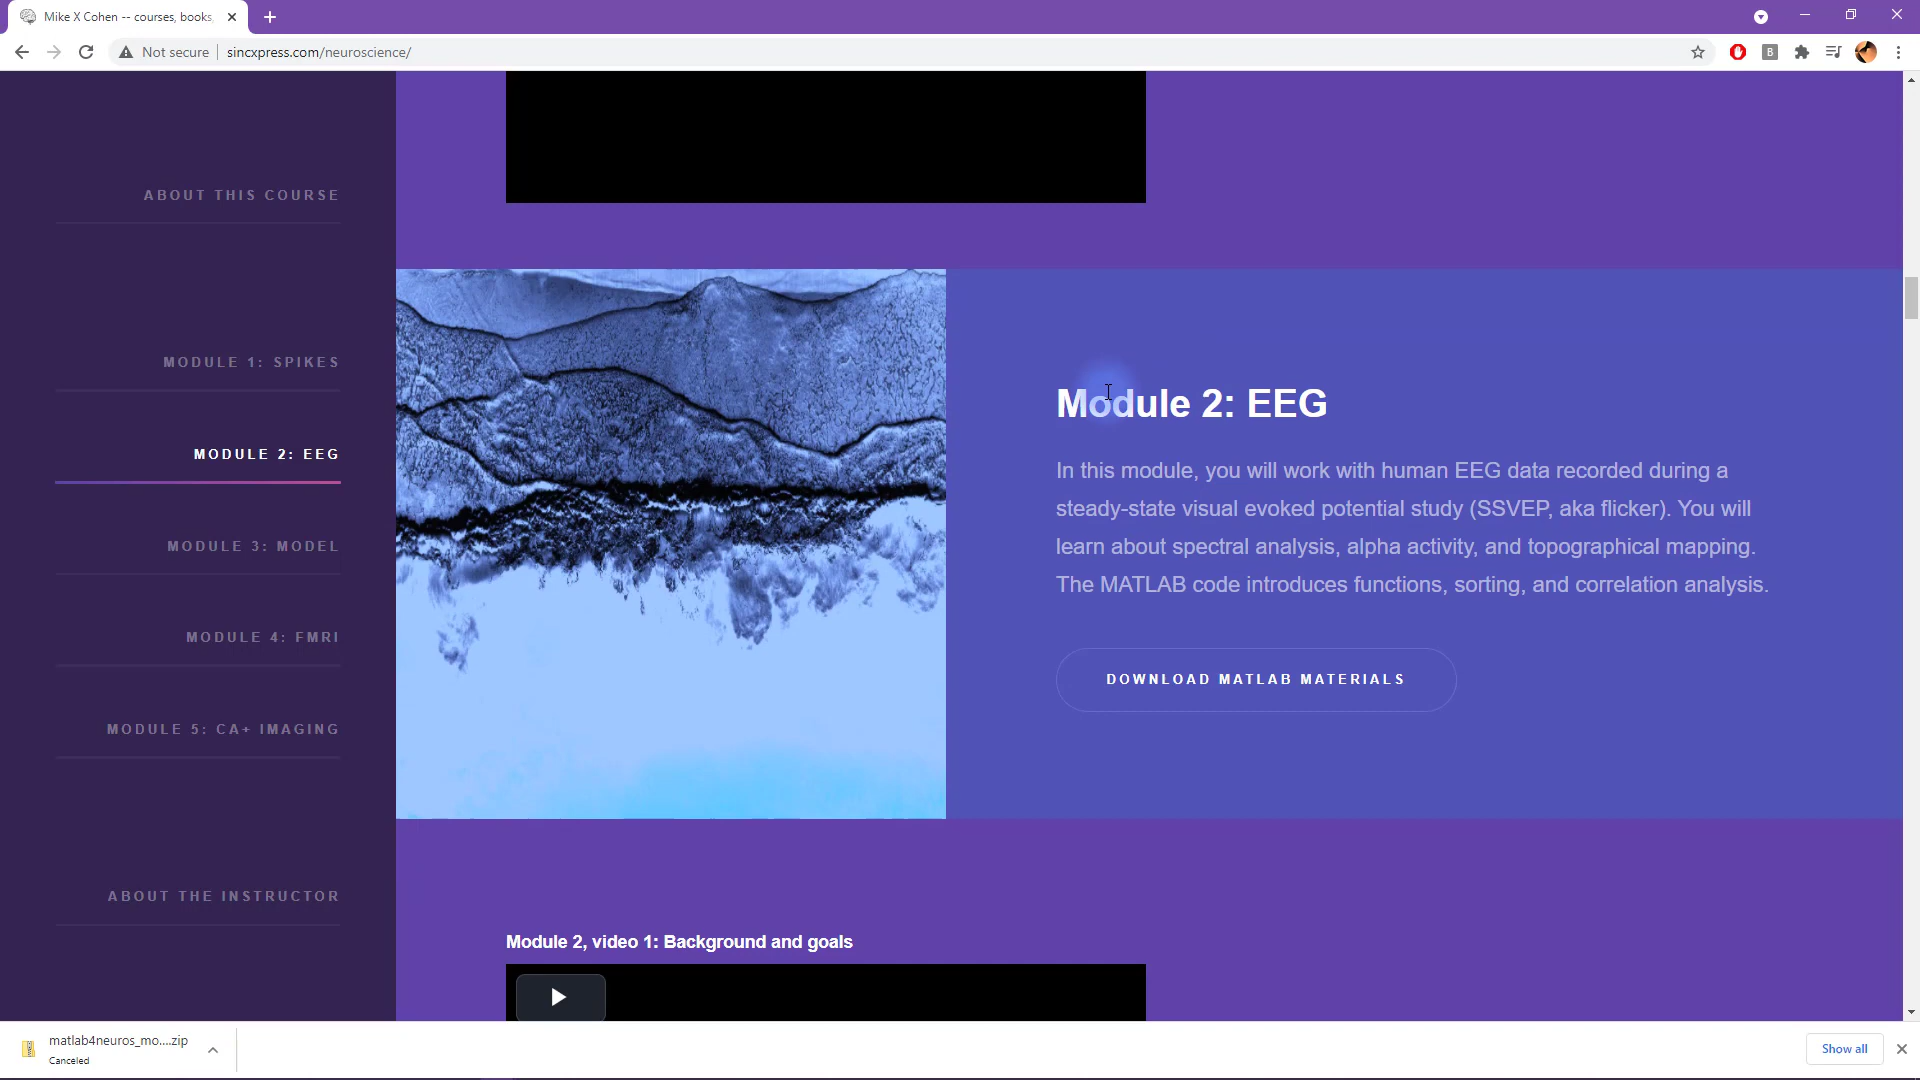 Mike X Cohen -- courses, books,
Not secure
sincxpress.com/neuroscience/
B
ABOUT THIS COURSE
MODULE 1: SPIKES
MODULE 2: EEG
MODULE 3: MODEL
MODULE 4: FMRI
MODULE 5: CA+ IMAGING
ABOUT THE INSTRUCTOR
Module 2: EEG
In this module, you will work with human EEG data recorded during a
steady-state visual evoked potential study (SSVEP, aka flicker). You will
learn about spectral analysis, alpha activity, and topographical mapping.
The MATLAB code introduces functions, sorting, and correlation analysis.
DOWNLOAD MATLAB MATERIALS
Module 2, video 1: Background and goals
matlab4neuros_mo....zip
Canceled
Show all